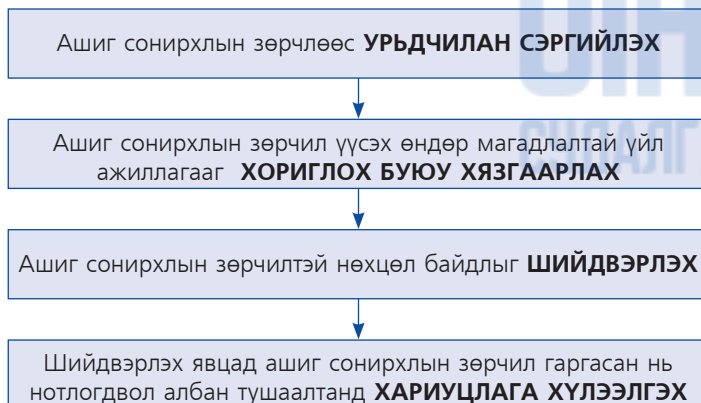 Ашиг сонирхлын зөрчлөөс УРЬДЧИЛАН СЭРГИЙЛЭХ
Ашиг сонирхлын зөрчил үүсэх өндөр магадлалтай үйл
ажиллагааг ХОРИГЛОХ БУЮУ ХЯЗГААРЛАХ
Ашиг сонирхлын зөрчилтэй нөхцөл байдлыг ШИЙДВЭРЛЭХ
Шийдвэрлэх явцад ашиг сонирхлын зөрчил гаргасан нь
нотлогдвол албан тушаалтанд ХАРИУЦЛАГА ХҮЛЭЭЛГЭХ